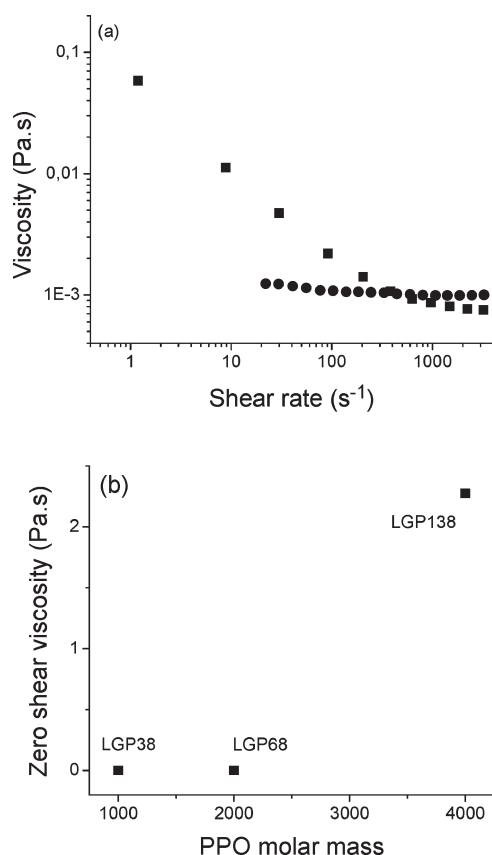 (a)
0,1
0,01
1E-3
Viscosity (Pa.s)
1 10 100 1000
Shear rate (s⁻¹)
(b)
2
1
0
Zero shear viscosity (Pa.s)
LGP138
LGP38 LGP68
1000 2000 3000 4000
PPO molar mass